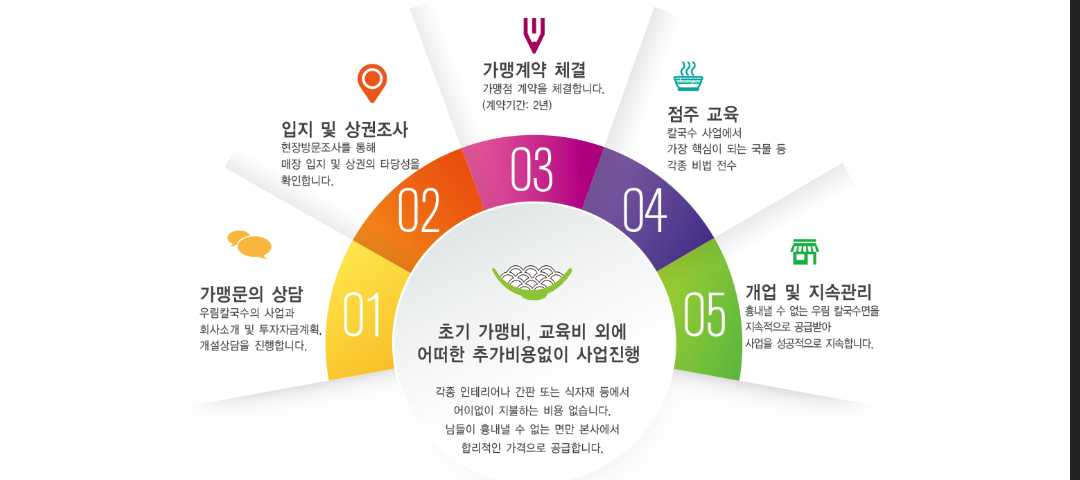 가맹계약 체결
가맹점 계약을 체결합니다.
(계약기간: 2년)
입지 및 상권조사
현장방문조사를 통해
매장 입지 및 상권의 타당성을
확인합니다.
점주 교육
칼국수 사업에서
가장 핵심이 되는 국물 등
각종 비법 전수
가맹문의 상담
우림칼국수의 사업과
회사소개 및 투자자금계획,
개설상담을 진행합니다.
개업 및 지속관리
흉내낼 수 없는 우림 칼국수면을
지속적으로 공급받아
사업을 성공적으로 지속합니다.
01
02
03
04
05
초기 가맹비, 교육비 외에
어떠한 추가비용없이 사업진행
각종 인테리어나 간판 또는 식자재 등에서
어이없이 지불하는 비용 없습니다.
남들이 흉내낼 수 없는 면만 본사에서
합리적인 가격으로 공급합니다.